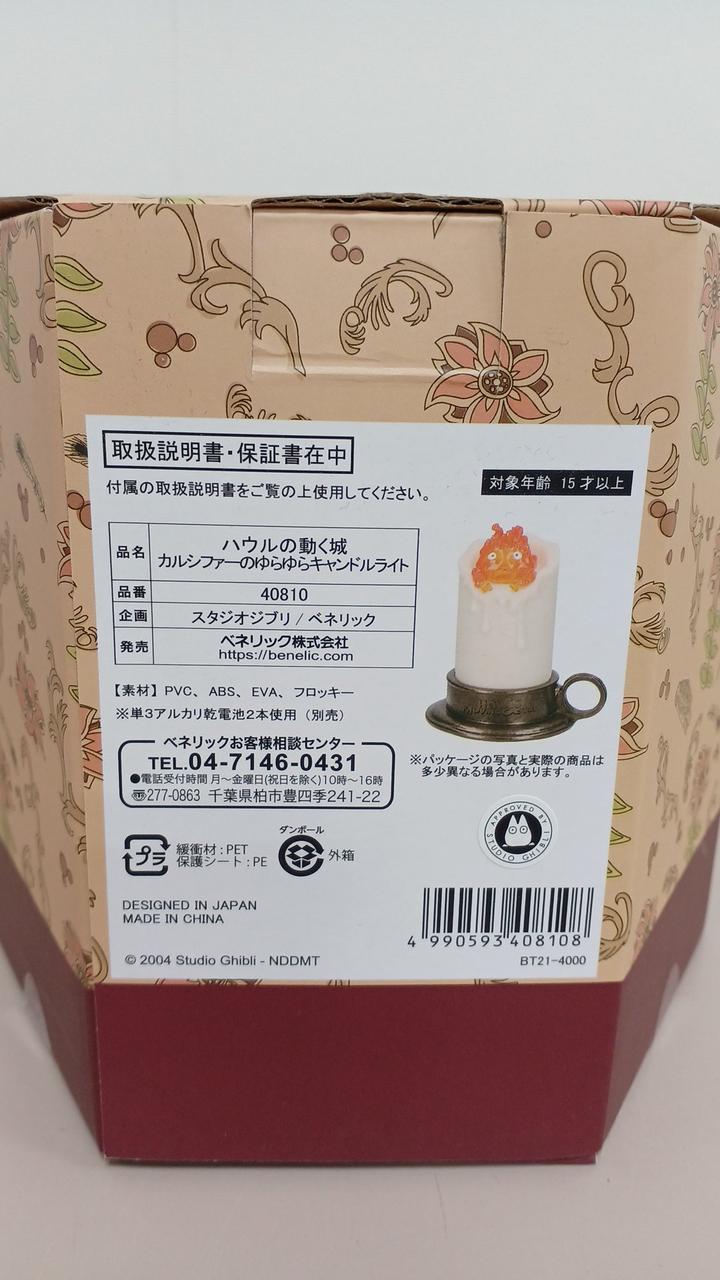 取扱説明書・保証書在中
付属の取扱説明書をご覧の上使用してください。
対象年齢 15才以上
品名 ハウルの動く城
カルシファーのゆらゆらキャンドルライト
品番 40810
企画 スタジオジブリ / ベネリック
発売 ベネリック株式会社
https://benelic.com
【素材】PVC、ABS、EVA、フロッキー
※単3アルカリ乾電池2本使用（別売）
ベネリックお客様相談センター
TEL.04-7146-0431
●電話受付時間 月～金曜日(祝日を除く)10時～16時
〠277-0863 千葉県柏市豊四季241-22
※パッケージの写真と実際の商品は
多少異なる場合があります。
APPROVED BY STUDIO GHIBLI
プラ
緩衝材：PET
保護シート：PE
ダンボール
外箱
DESIGNED IN JAPAN
MADE IN CHINA
4 990593 408108
© 2004 Studio Ghibli - NDDMT
BT21-4000